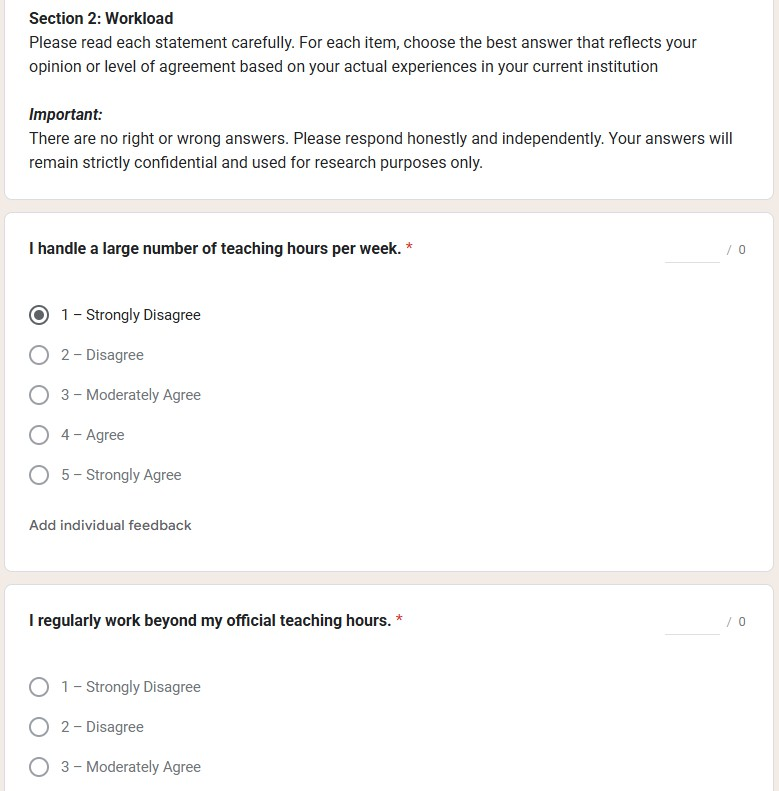 Section 2: Workload
Please read each statement carefully. For each item, choose the best answer that reflects your
opinion or level of agreement based on your actual experiences in your current institution
Important:
There are no right or wrong answers. Please respond honestly and independently. Your answers will
remain strictly confidential and used for research purposes only.
I handle a large number of teaching hours per week. * / 0
1 – Strongly Disagree
2 – Disagree
3 – Moderately Agree
4 – Agree
5 – Strongly Agree
Add individual feedback
I regularly work beyond my official teaching hours. * / 0
1 – Strongly Disagree
2 – Disagree
3 – Moderately Agree